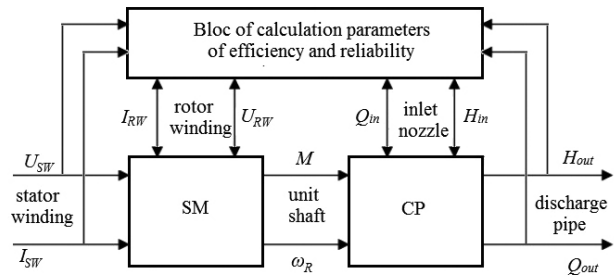 Bloc of calculation parameters
of efficiency and reliability
I_RW
rotor
winding
U_RW
Q_in
inlet
nozzle
H_in
U_SW
stator
winding
I_SW
SM
M
unit
shaft
ω_R
CP
H_out
discharge
pipe
Q_out